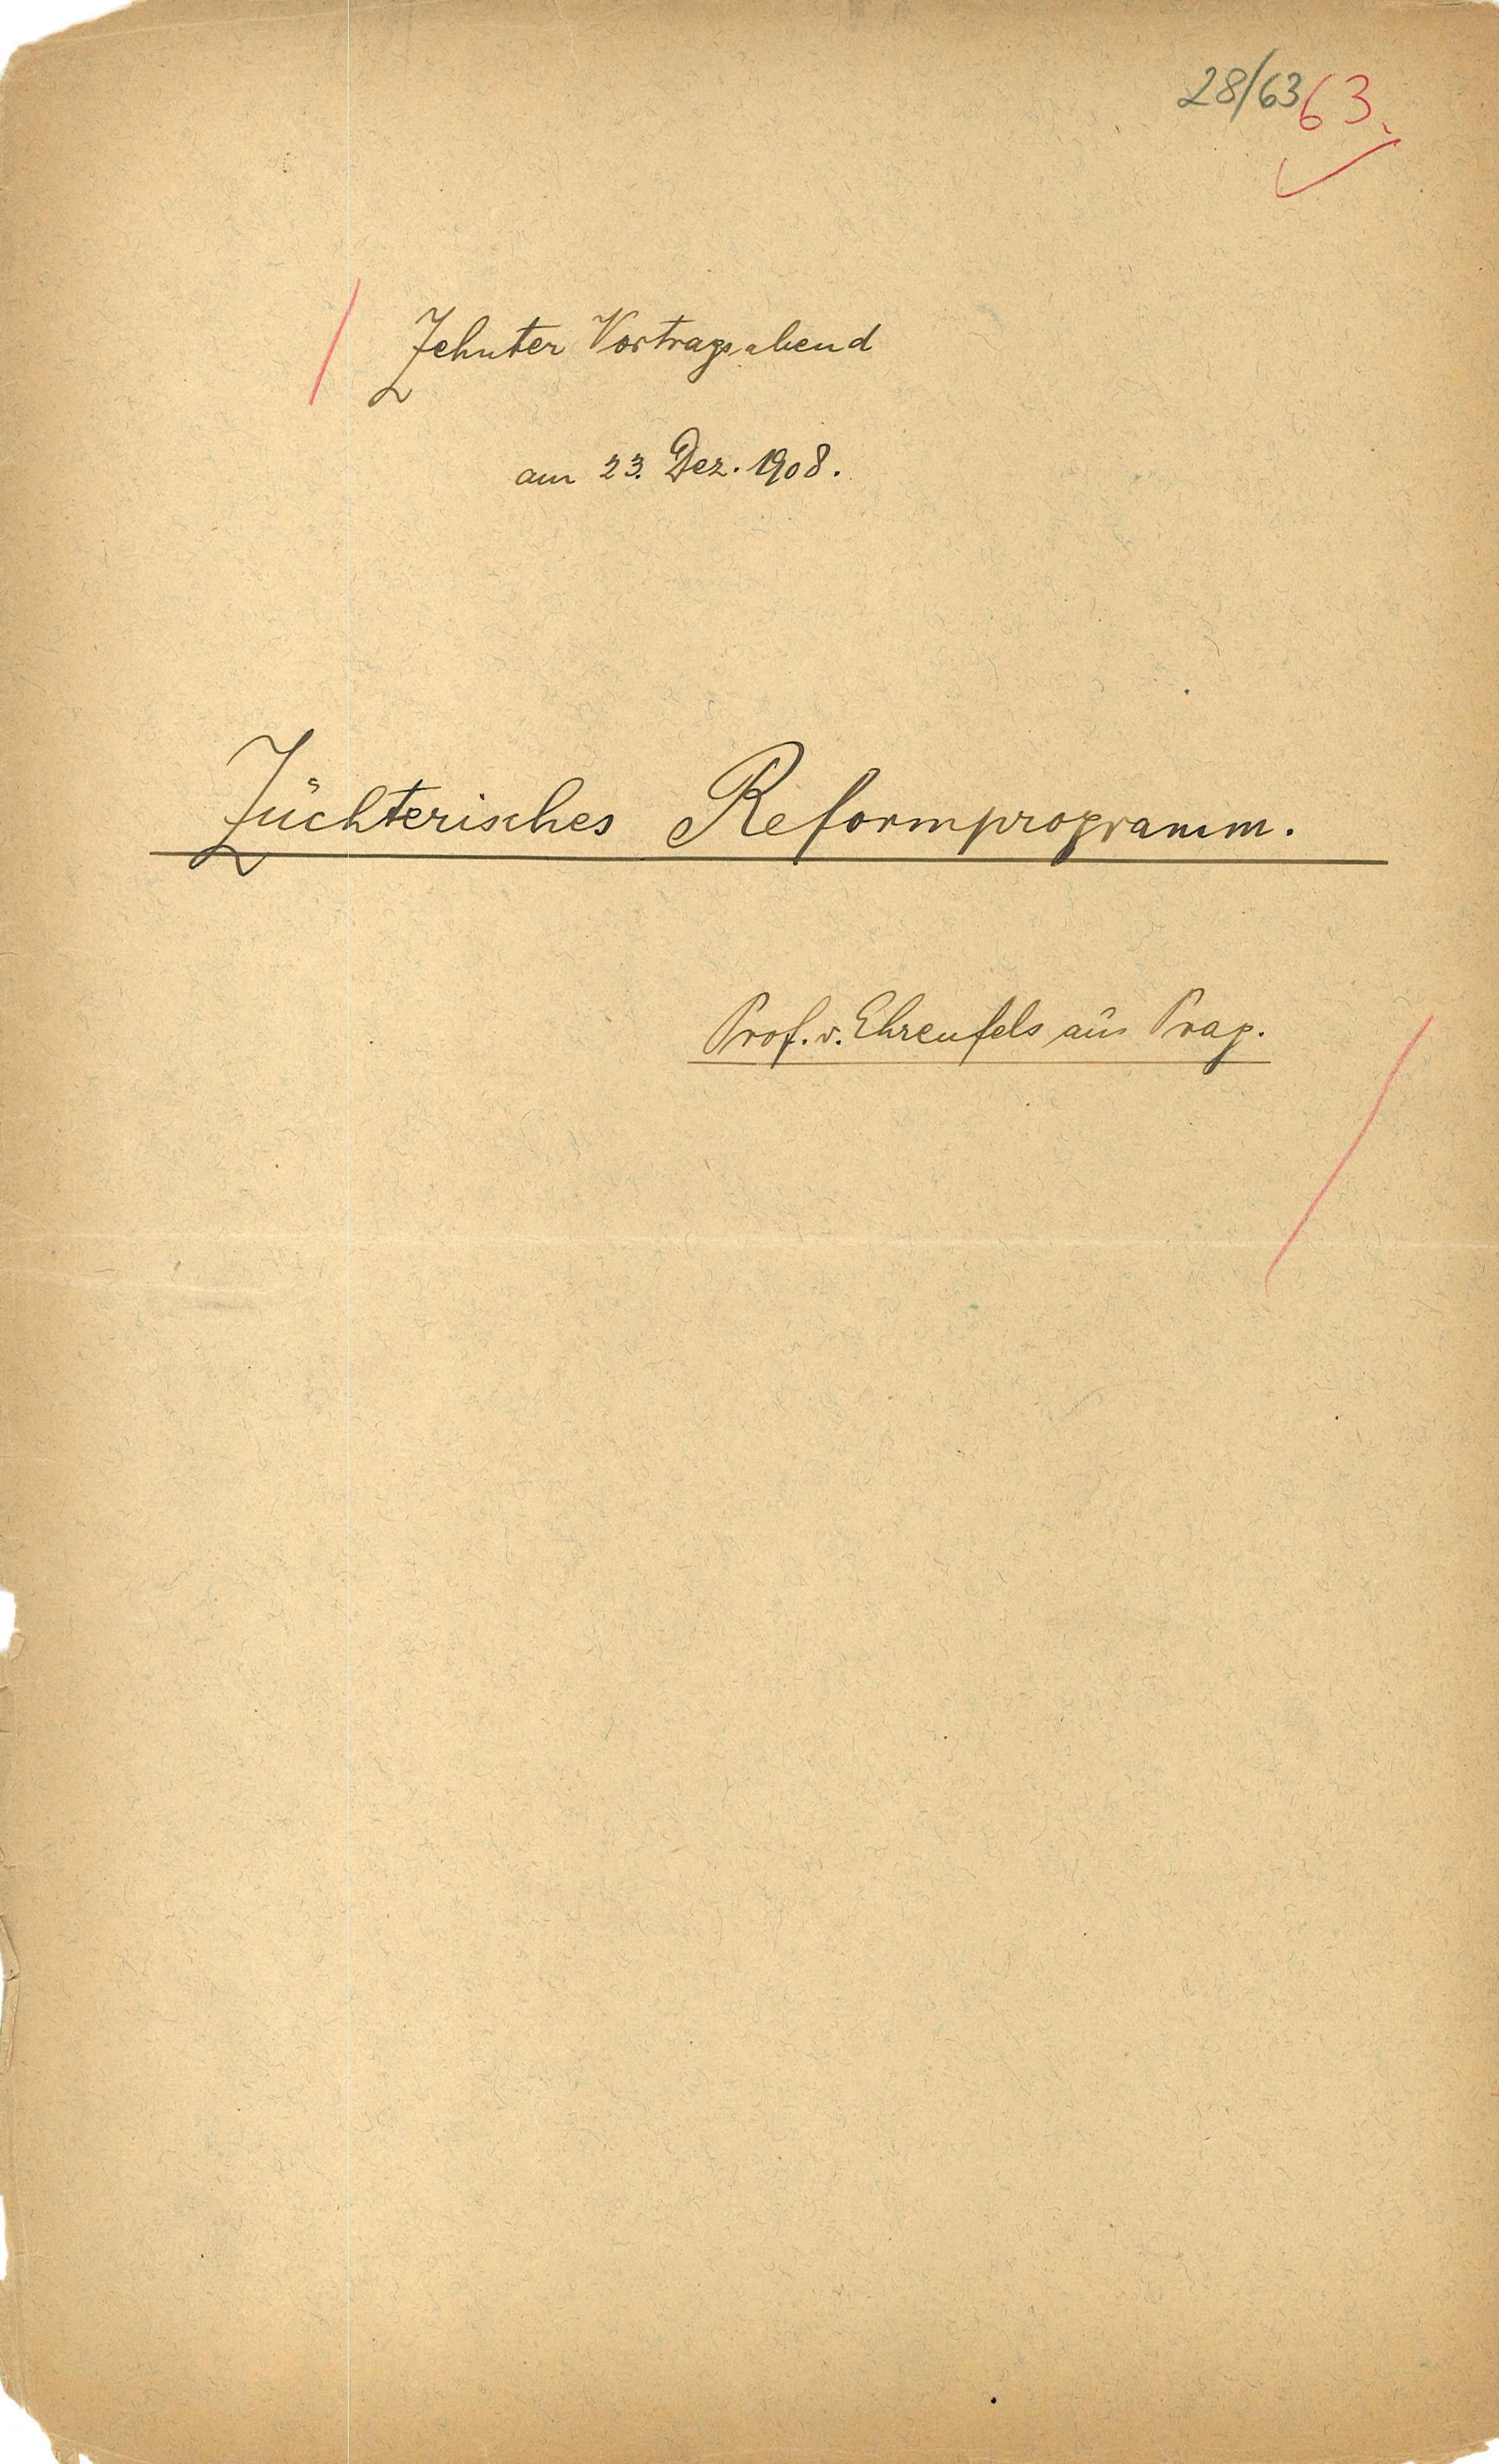 28/63 63.
Zehnter Vortragsabend
am 23. Dez. 1908.
Züchterisches Reformprogramm.
Prof. v. Ehrenfels aus Prag.